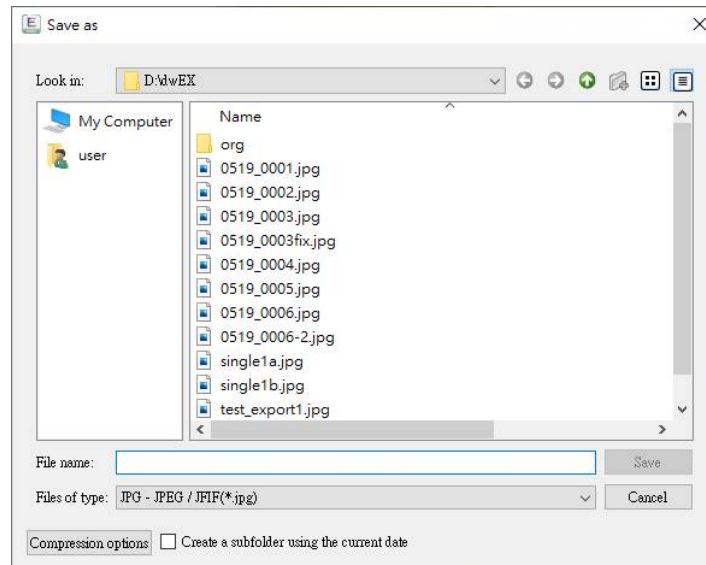 Save as
Look in: D:\dwEX
My Computer
user
Name
org
0519_0001.jpg
0519_0002.jpg
0519_0003.jpg
0519_0003fix.jpg
0519_0004.jpg
0519_0005.jpg
0519_0006.jpg
0519_0006-2.jpg
single1a.jpg
single1b.jpg
test_export1.jpg
File name: Save
Files of type: JPG - JPEG / JFIF(*.jpg) Cancel
Compression options Create a subfolder using the current date